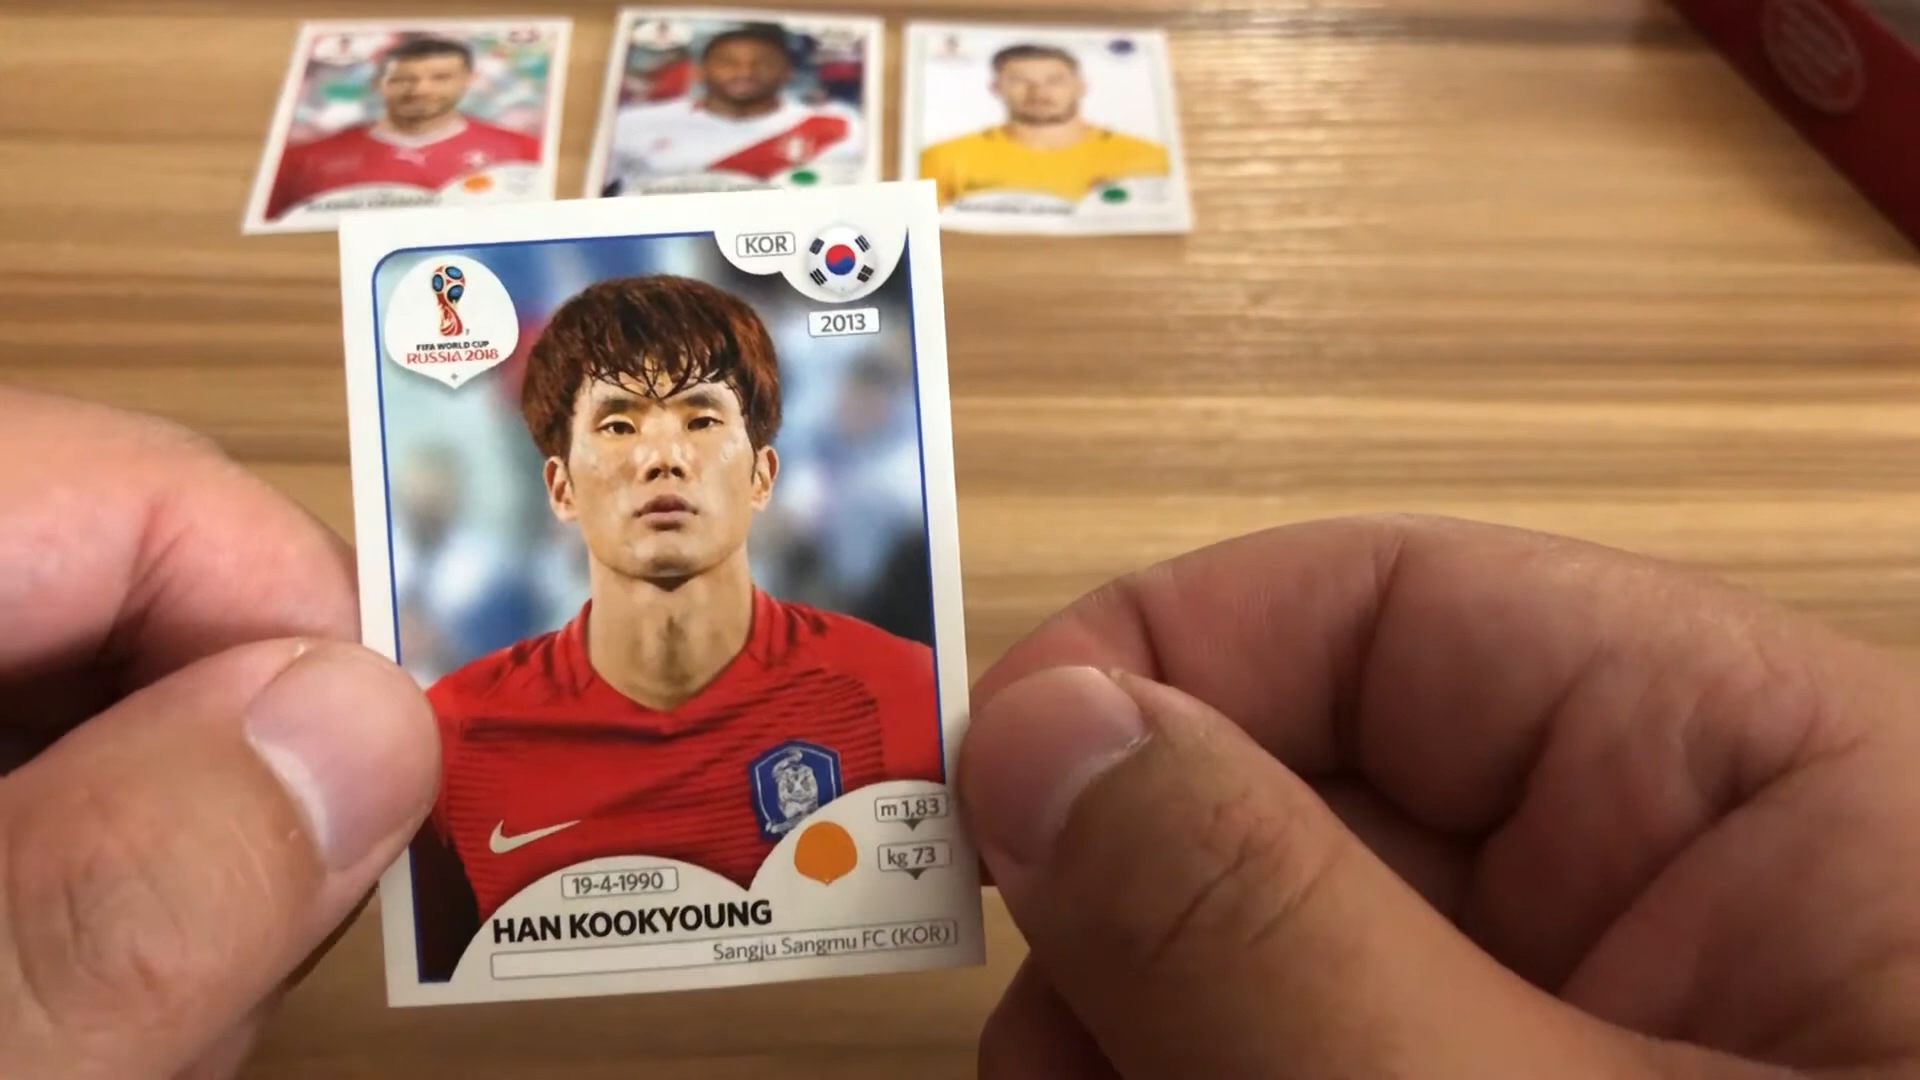 KOR
2013
FIFA WORLD CUP
RUSSIA 2018
m 1,83
kg 73
19-4-1990
HAN KOOKYOUNG
Sangju Sangmu FC (KOR)